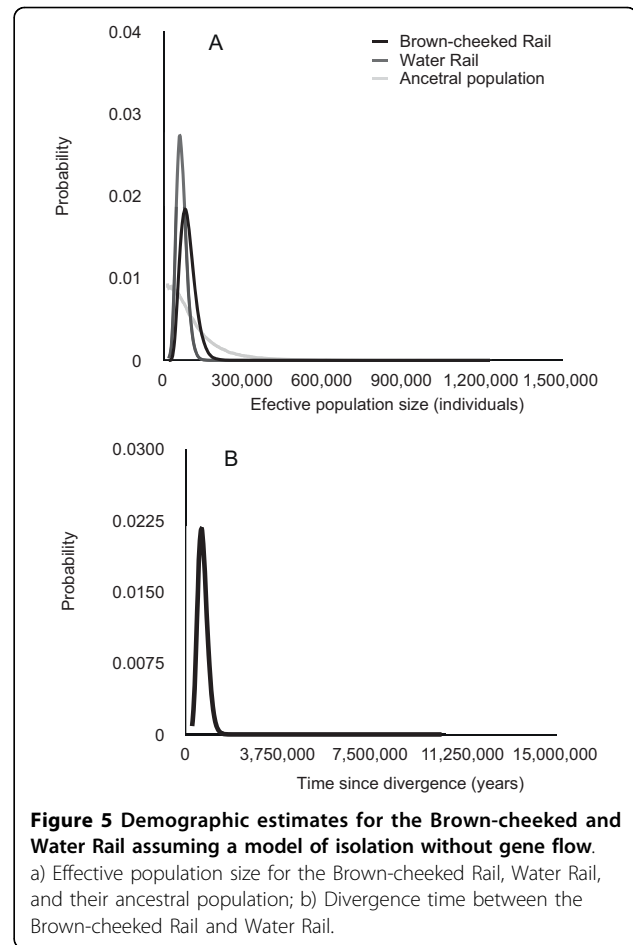 0.04
A
Brown-cheeked Rail
Water Rail
Ancetral population
0.03
Probability
0.02
0.01
0
0 300,000 600,000 900,000 1,200,000 1,500,000
Efective population size (individuals)
0.0300
B
0.0225
Probability
0.0150
0.0075
0
0 3,750,000 7,500,000 11,250,000 15,000,000
Time since divergence (years)
Figure 5 Demographic estimates for the Brown-cheeked and
Water Rail assuming a model of isolation without gene flow.
a) Effective population size for the Brown-cheeked Rail, Water Rail,
and their ancestral population; b) Divergence time between the
Brown-cheeked Rail and Water Rail.